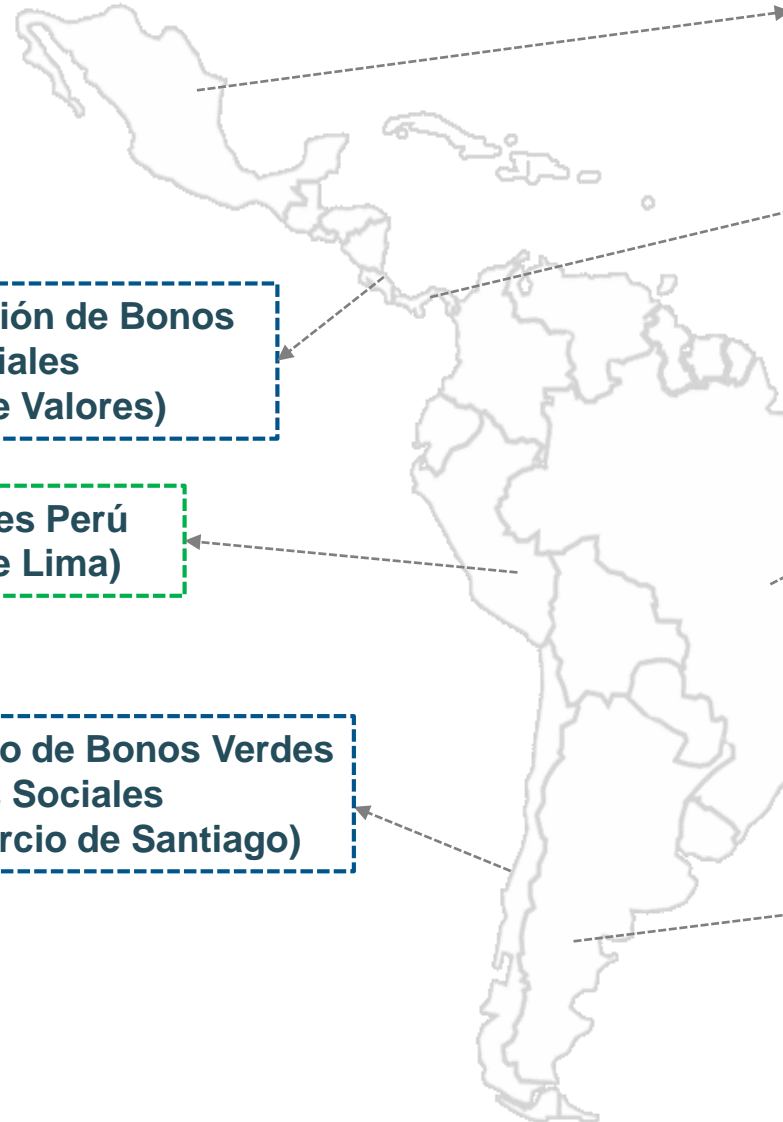 ión de Bonos
iales
e Valores)
es Perú
e Lima)
o de Bonos Verdes
Sociales
rcio de Santiago)